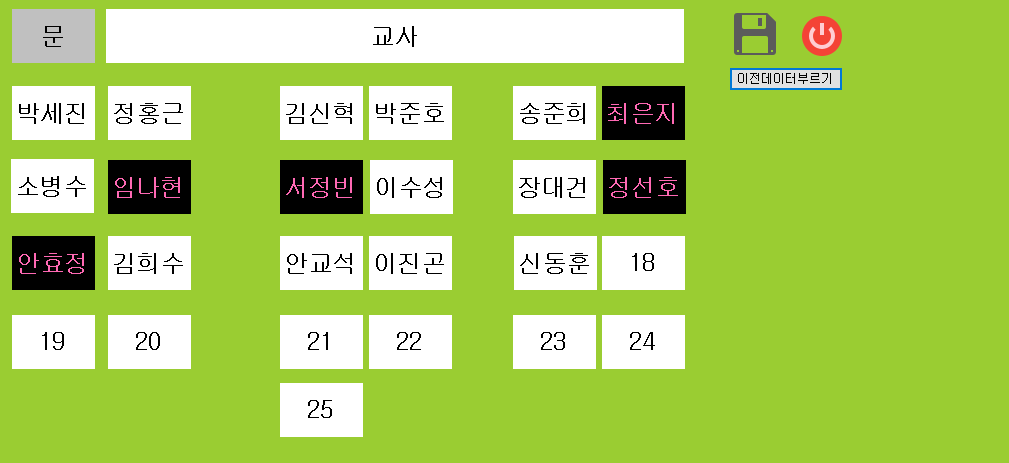 문 교사
이전데이터부르기
박세진 정홍근 김신혁 박준호 송준희 최은지
소병수 임나현 서정빈 이수성 장대건 정선호
안효정 김희수 안교석 이진곤 신동훈 18
19 20 21 22 23 24
25